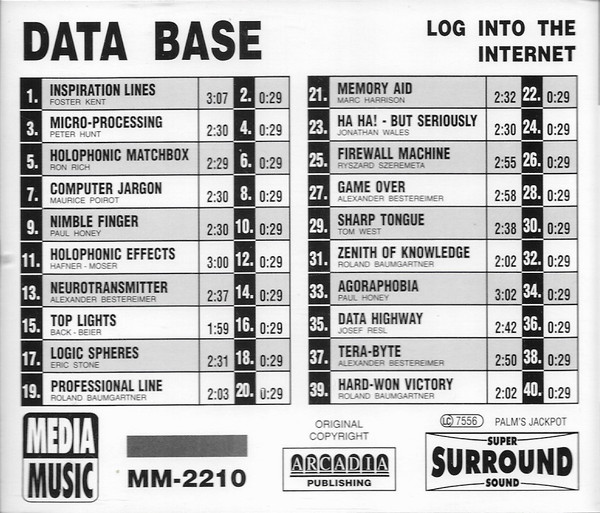 DATA BASE
LOG INTO THE
INTERNET
1. INSPIRATION LINES 3:07 2. 0:29
FOSTER KENT
3. MICRO-PROCESSING 2:30 4. 0:29
PETER HUNT
5. HOLOPHONIC MATCHBOX 2:29 6. 0:29
RON RICH
7. COMPUTER JARGON 2:30 8. 0:29
MAURICE POIROT
9. NIMBLE FINGER 2:30 10. 0:29
PAUL HONEY
11. HOLOPHONIC EFFECTS 3:00 12. 0:29
HAFNER - MOSER
13. NEUROTRANSMITTER 2:37 14. 0:29
ALEXANDER BESTEREIMER
15. TOP LIGHTS 1:59 16. 0:29
BACK - BEIER
17. LOGIC SPHERES 2:31 18. 0:29
ERIC STONE
19. PROFESSIONAL LINE 2:03 20. 0:29
ROLAND BAUMGARTNER
21. MEMORY AID 2:32 22. 0:29
MARC HARRISON
23. HA HA! - BUT SERIOUSLY 2:30 24. 0:29
JONATHAN WALES
25. FIREWALL MACHINE 2:55 26. 0:29
RYSZARD SZEREMETA
27. GAME OVER 2:58 28. 0:29
ALEXANDER BESTEREIMER
29. SHARP TONGUE 2:38 30. 0:29
TOM WEST
31. ZENITH OF KNOWLEDGE 2:02 32. 0:29
ROLAND BAUMGARTNER
33. AGORAPHOBIA 3:02 34. 0:29
PAUL HONEY
35. DATA HIGHWAY 2:42 36. 0:29
JOSEF RESL
37. TERA-BYTE 2:50 38. 0:29
ALEXANDER BESTEREIMER
39. HARD-WON VICTORY 2:02 40. 0:29
ROLAND BAUMGARTNER
MEDIA
MUSIC
MM-2210
ORIGINAL
COPYRIGHT
ARCADIA
PUBLISHING
LC 7556 PALM'S JACKPOT
SUPER
SURROUND
SOUND